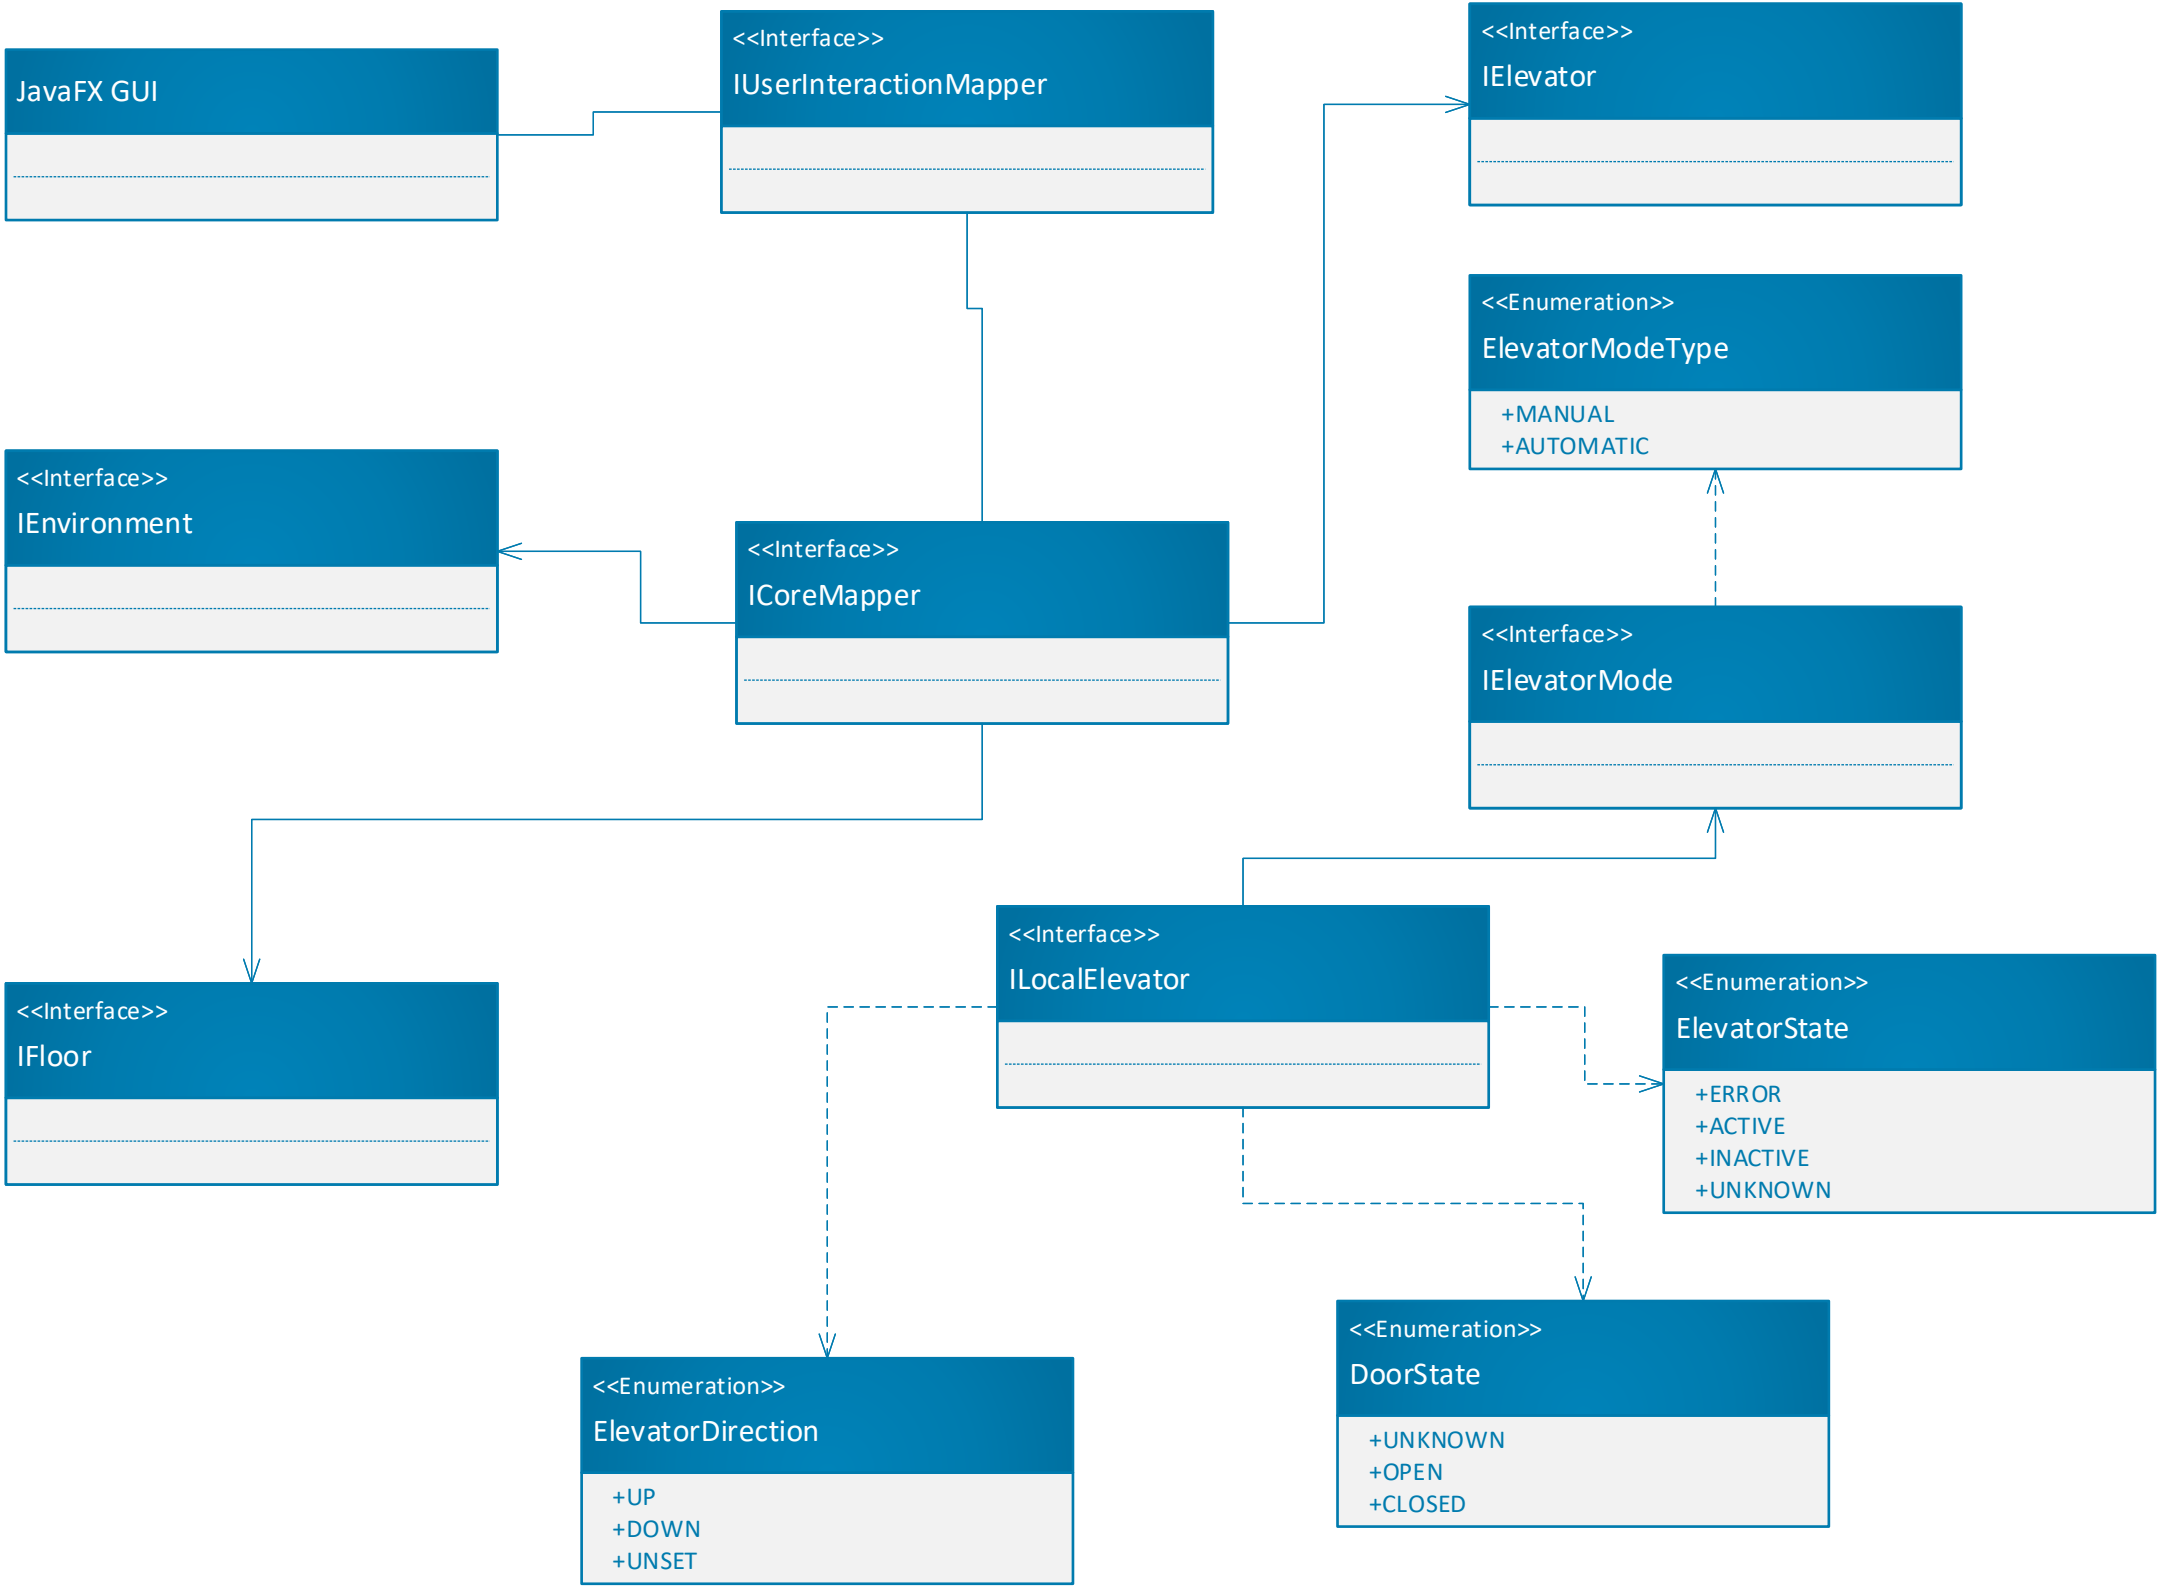 JavaFX GUI
<<Interface>>
IUserInteractionMapper
<<Interface>>
IElevator
<<Enumeration>>
ElevatorModeType
+MANUAL
+AUTOMATIC
<<Interface>>
IEnvironment
<<Interface>>
ICoreMapper
<<Interface>>
IElevatorMode
<<Interface>>
ILocalElevator
<<Enumeration>>
ElevatorState
+ERROR
+ACTIVE
+INACTIVE
+UNKNOWN
<<Interface>>
IFloor
<<Enumeration>>
DoorState
+UNKNOWN
+OPEN
+CLOSED
<<Enumeration>>
ElevatorDirection
+UP
+DOWN
+UNSET